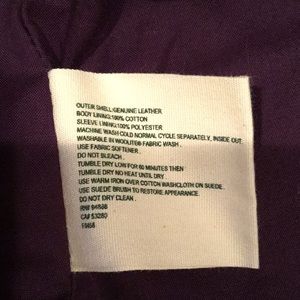 OUTER SHELL:GENUINE LEATHER
BODY LINING:100% COTTON
SLEEVE LINING:100% POLYESTER
MACHINE WASH COLD NORMAL CYCLE SEPARATELY, INSIDE OUT
WASHABLE IN WOOLITE® FABRIC WASH .
USE FABRIC SOFTENER .
DO NOT BLEACH .
TUMBLE DRY LOW FOR 60 MINUTES THEN
TUMBLE DRY NO HEAT UNTIL DRY
USE WARM IRON OVER COTTON WASHCLOTH ON SUEDE.
USE SUEDE BRUSH TO RESTORE APPEARANCE.
DO NOT DRY CLEAN .
RN# 94886
CA# 53280